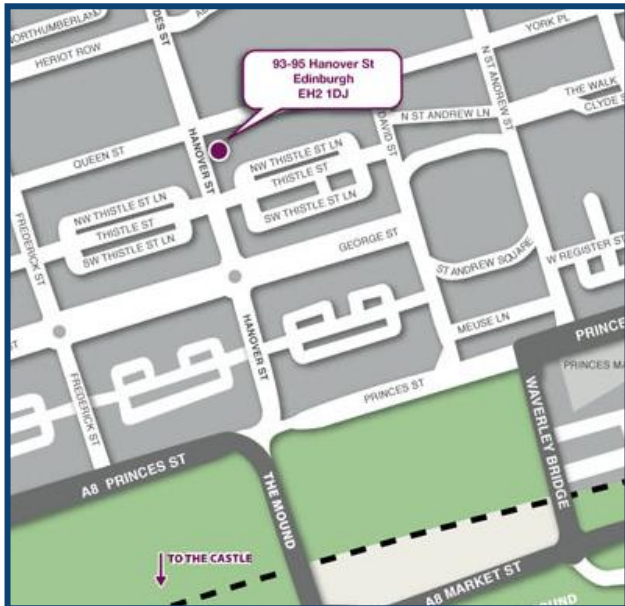 NORTHUMBERLAND
HERIOT ROW
DES ST
YORK PL
N ST ANDREW ST
93-95 Hanover St
Edinburgh
EH2 1DJ
THE WALK
CLYDE S
N ST ANDREW LN
DAVID ST
QUEEN ST
HANOVER ST
NW THISTLE ST LN
THISTLE ST
SW THISTLE ST LN
NW THISTLE ST LN
THISTLE ST
SW THISTLE ST LN
FREDERICK ST
GEORGE ST
ST ANDREW SQUARE
W REGISTER ST
ST
HANOVER ST
MEUSE LN
PRINCE
FREDERICK ST
PRINCES ST
PRINCES MA
WAVERLEY BRIDGE
A8 PRINCES ST
THE MOUND
TO THE CASTLE
A8 MARKET ST
OUND